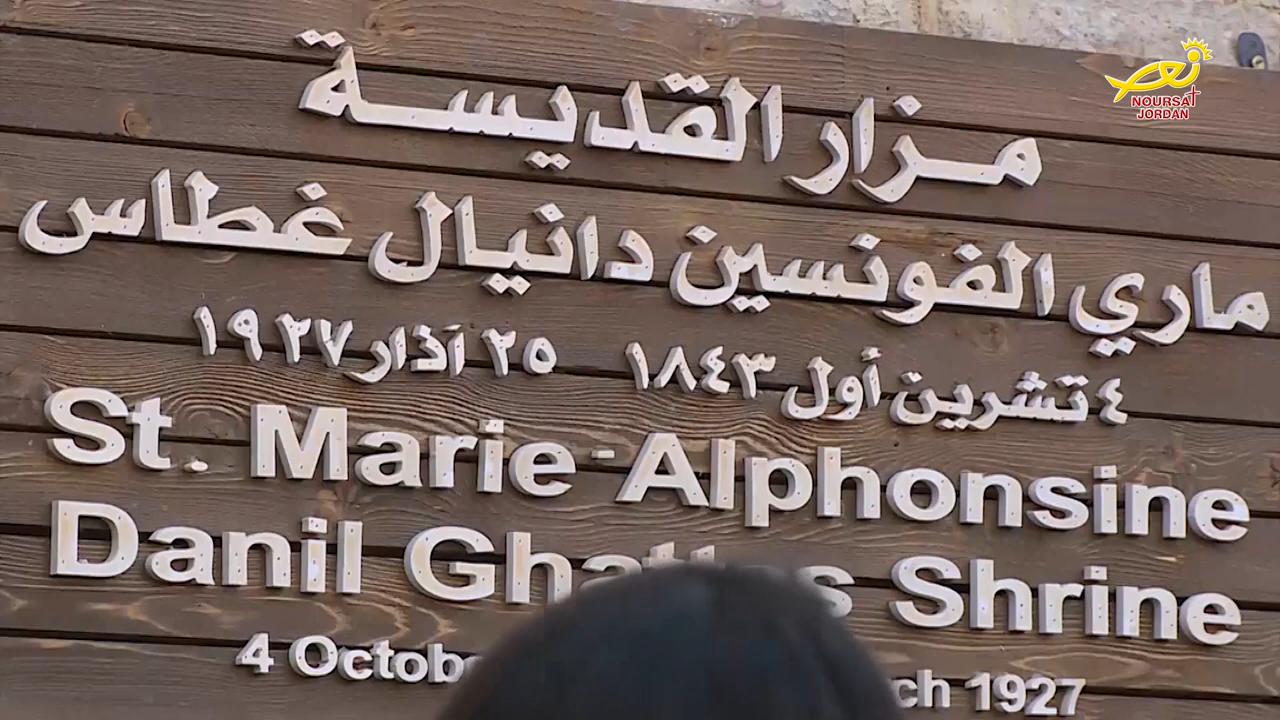 نورسات
NOURSAT
JORDAN
مزار القديسة
ماري الفونسين دانيال غطاس
٤ تشرين أول ١٨٤٣ ٢٥ آذار ١٩٢٧
St. Marie-Alphonsine
Danil Shrine
4 1927